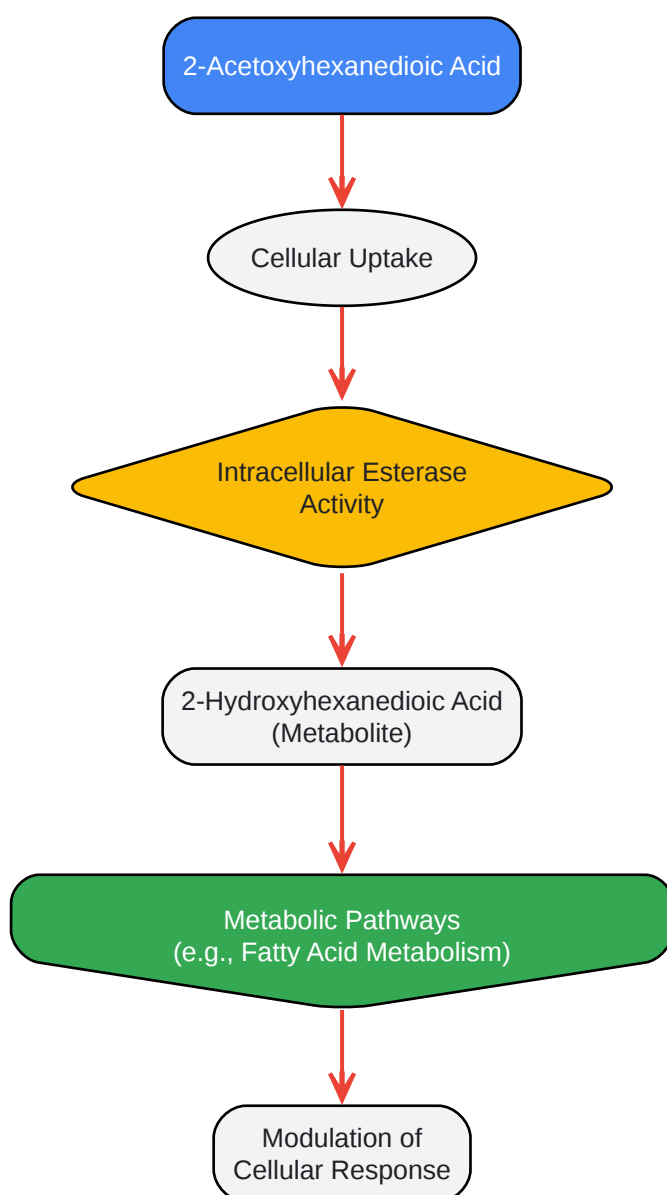 2-Acetoxyhexanedioic Acid
Cellular Uptake
Intracellular Esterase
Activity
2-Hydroxyhexanedioic Acid
(Metabolite)
Metabolic Pathways
(e.g., Fatty Acid Metabolism)
Modulation of
Cellular Response